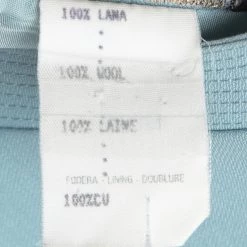 100% LANA
100% WOOL
100% LAINE
FODERA - LINING - DOUBLURE
100%CU